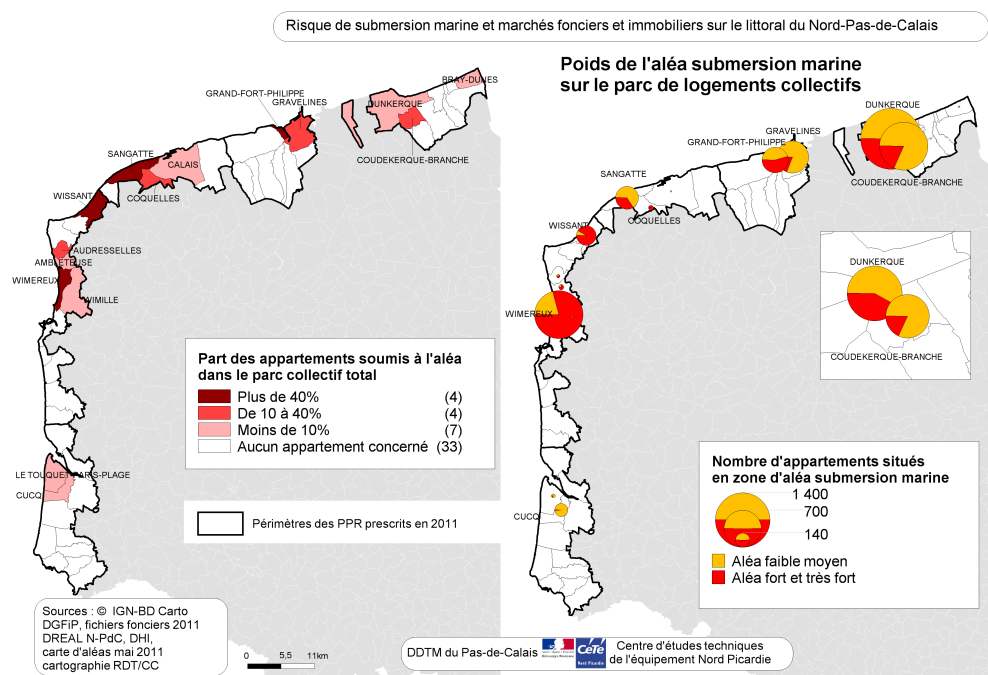 Risque de submersion marine et marchés fonciers et immobiliers sur le littoral du Nord-Pas-de-Calais
Poids de l'aléa submersion marine
sur le parc de logements collectifs
BRAY-DUNES
GRAND-FORT-PHILIPPE
GRAVELINES
DUNKERQUE
COUDEKERQUE-BRANCHE
SANGATTE
CALAIS
WISSANT
COQUELLES
AUDRESSELLES
AMBLETEUSE
WIMEREUX
WIMILLE
LE TOUQUET-PARIS-PLAGE
CUCQ
Part des appartements soumis à l'aléa
dans le parc collectif total
Plus de 40% (4)
De 10 à 40% (4)
Moins de 10% (7)
Aucun appartement concerné (33)
Périmètres des PPR prescrits en 2011
Sources : © IGN-BD Carto
DGFiP, fichiers fonciers 2011
DREAL N-PdC, DHI,
carte d'aléas mai 2011
cartographie RDT/CC
0 5,5 11km
DUNKERQUE
GRAVELINES
GRAND-FORT-PHILIPPE
COUDEKERQUE-BRANCHE
SANGATTE
COQUELLES
WISSANT
WIMEREUX
CUCQ
DUNKERQUE
COUDEKERQUE-BRANCHE
Nombre d'appartements situés
en zone d'aléa submersion marine
1 400
700
140
Aléa faible moyen
Aléa fort et très fort
DDTM du Pas-de-Calais
CETE
Nord Picardie
Centre d'études techniques
de l'équipement Nord Picardie